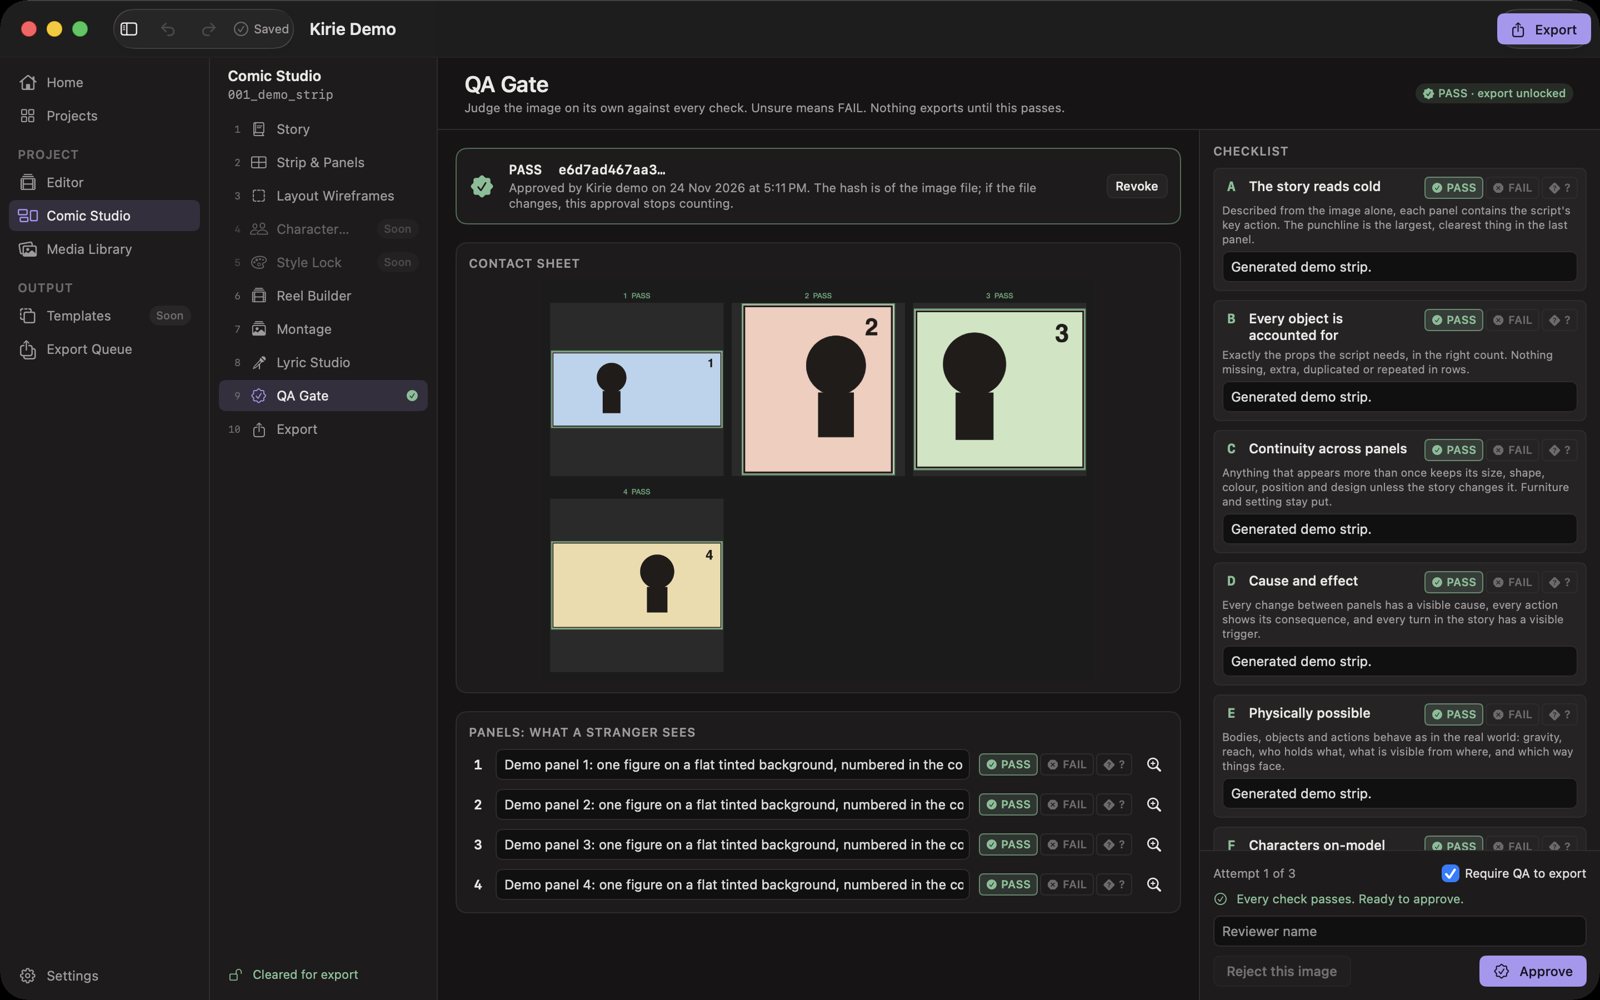 Saved
Kirie Demo
Export
Home
Projects
PROJECT
Editor
Comic Studio
Media Library
OUTPUT
Templates
Soon
Export Queue
Settings
Comic Studio
001_demo_strip
1 Story
2 Strip & Panels
3 Layout Wireframes
4 Character... Soon
5 Style Lock Soon
6 Reel Builder
7 Montage
8 Lyric Studio
9 QA Gate
10 Export
Cleared for export
QA Gate
Judge the image on its own against every check. Unsure means FAIL. Nothing exports until this passes.
PASS · export unlocked
PASS e6d7ad467aa3…
Approved by Kirie demo on 24 Nov 2026 at 5:11 PM. The hash is of the image file; if the file
changes, this approval stops counting.
Revoke
CONTACT SHEET
1 PASS
2 PASS
3 PASS
1
2
3
4 PASS
4
PANELS: WHAT A STRANGER SEES
1 Demo panel 1: one figure on a flat tinted background, numbered in the co PASS FAIL ?
2 Demo panel 2: one figure on a flat tinted background, numbered in the cc PASS FAIL ?
3 Demo panel 3: one figure on a flat tinted background, numbered in the cc PASS FAIL ?
4 Demo panel 4: one figure on a flat tinted background, numbered in the cc PASS FAIL ?
CHECKLIST
A The story reads cold PASS FAIL ?
Described from the image alone, each panel contains the script's
key action. The punchline is the largest, clearest thing in the last
panel.
Generated demo strip.
B Every object is
accounted for
PASS FAIL ?
Exactly the props the script needs, in the right count. Nothing
missing, extra, duplicated or repeated in rows.
Generated demo strip.
C Continuity across panels PASS FAIL ?
Anything that appears more than once keeps its size, shape,
colour, position and design unless the story changes it. Furniture
and setting stay put.
Generated demo strip.
D Cause and effect PASS FAIL ?
Every change between panels has a visible cause, every action
shows its consequence, and every turn in the story has a visible
trigger.
Generated demo strip.
E Physically possible PASS FAIL ?
Bodies, objects and actions behave as in the real world: gravity,
reach, who holds what, what is visible from where, and which way
things face.
Generated demo strip.
F Characters on-model PASS FAIL ?
Attempt 1 of 3
Require QA to export
Every check passes. Ready to approve.
Reviewer name
Reject this image
Approve